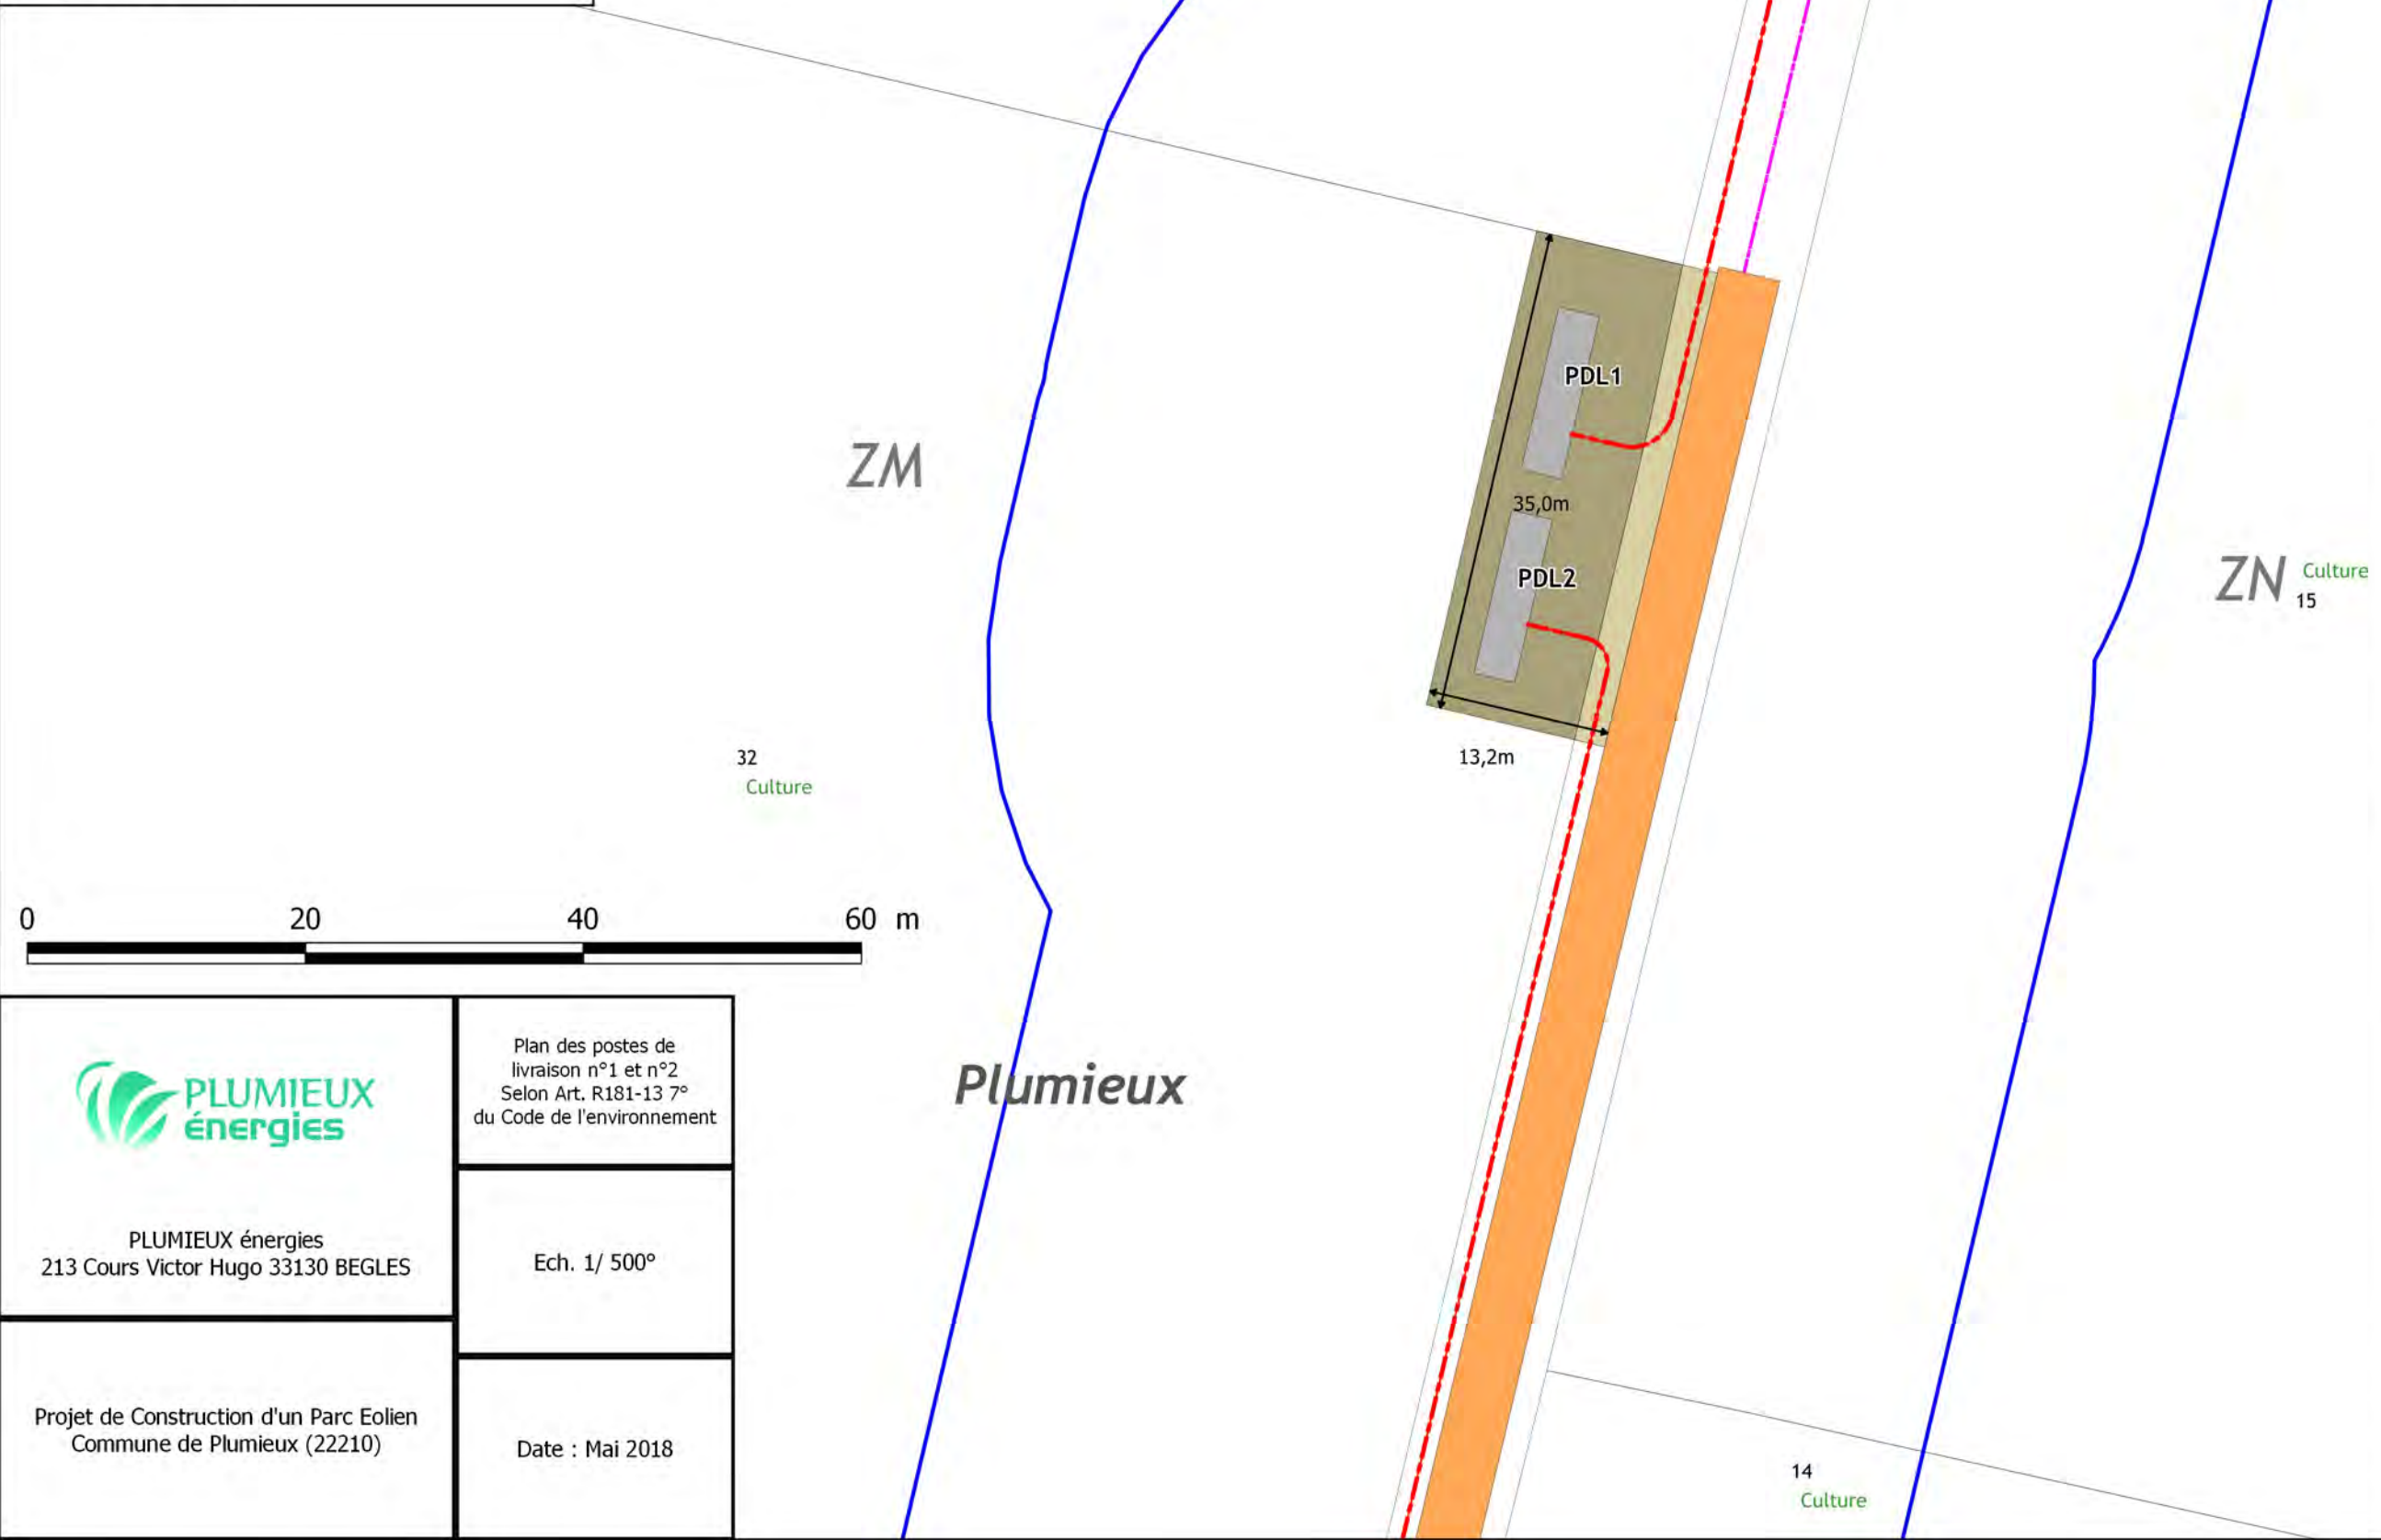 PDL1
ZM
35,0m
PDL2
ZN
Culture
15
13,2m
32
Culture
0 20 40 60 m
Plumieux
PLUMIEUX
énergies
PLUMIEUX énergies
213 Cours Victor Hugo 33130 BEGLES
Plan des postes de
livraison n°1 et n°2
Selon Art. R181-13 7°
du Code de l'environnement
Ech. 1/ 500°
Projet de Construction d'un Parc Eolien
Commune de Plumieux (22210)
Date : Mai 2018
14
Culture